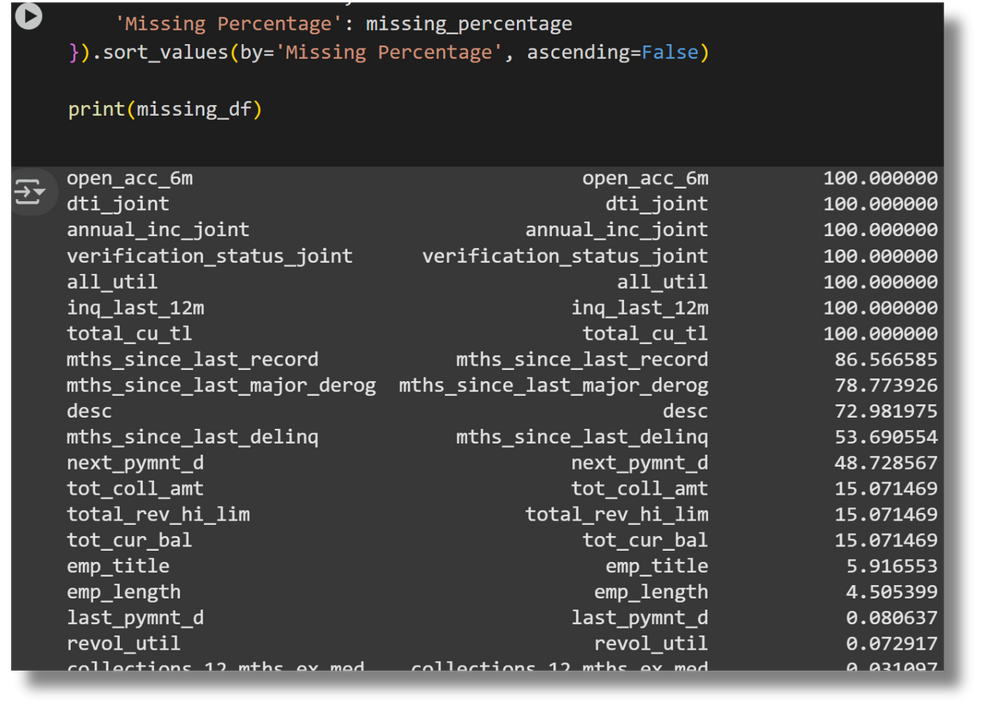 'Missing Percentage': missing_percentage
}).sort_values(by='Missing Percentage', ascending=False)
print(missing_df)
open_acc_6m open_acc_6m 100.000000
dti_joint dti_joint 100.000000
annual_inc_joint annual_inc_joint 100.000000
verification_status_joint verification_status_joint 100.000000
all_util all_util 100.000000
inq_last_12m inq_last_12m 100.000000
total_cu_tl total_cu_tl 100.000000
mths_since_last_record mths_since_last_record 86.566585
mths_since_last_major_derog mths_since_last_major_derog 78.773926
desc desc 72.981975
mths_since_last_delinq mths_since_last_delinq 53.690554
next_pymnt_d next_pymnt_d 48.728567
tot_coll_amt tot_coll_amt 15.071469
total_rev_hi_lim total_rev_hi_lim 15.071469
tot_cur_bal tot_cur_bal 15.071469
emp_title emp_title 5.916553
emp_length emp_length 4.505399
last_pymnt_d last_pymnt_d 0.080637
revol_util revol_util 0.072917
collections_12_mths_ex_med collections_12_mths_ex_med 0.031097